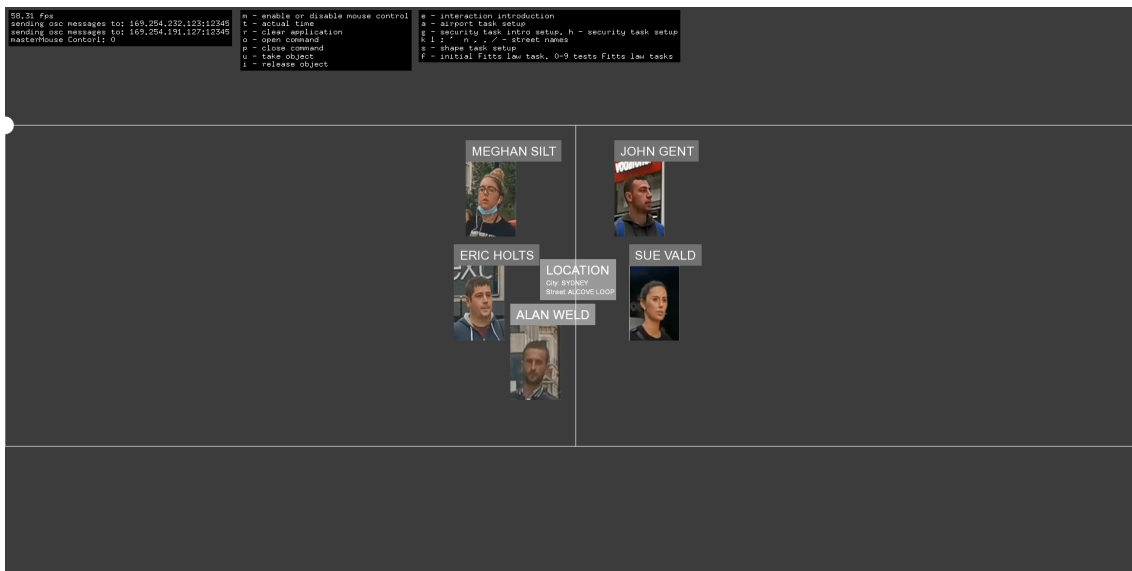 58.31 fps
sending osc messages to: 169.254.232.123:12345
sending osc messages to: 169.254.191.127:12345
masterMouse Contorl: 0
m - enable or disable mouse control
t - actual time
r - clear application
o - open command
p - close command
u - take object
i - release object
e - interaction introduction
a - airport task setup
g - security task intro setup, h - security task setup
k l ; ' n , . / - street names
s - shape task setup
f - initial Fitts law task, 0-9 tests Fitts law tasks
MEGHAN SILT
JOHN GENT
ERIC HOLTS
SUE VALD
LOCATION
City: SYDNEY
Street: ALCOVE LOOP
ALAN WELD